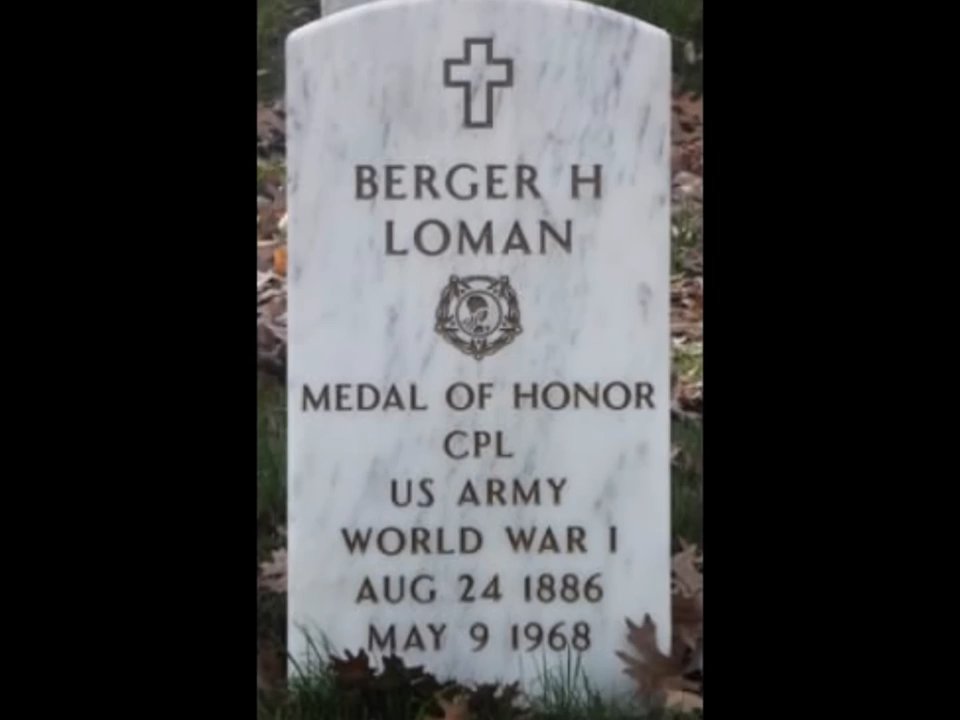 BERGER H
LOMAN
MEDAL OF HONOR
CPL
US ARMY
WORLD WAR I
AUG 24 1886
MAY 9 1968